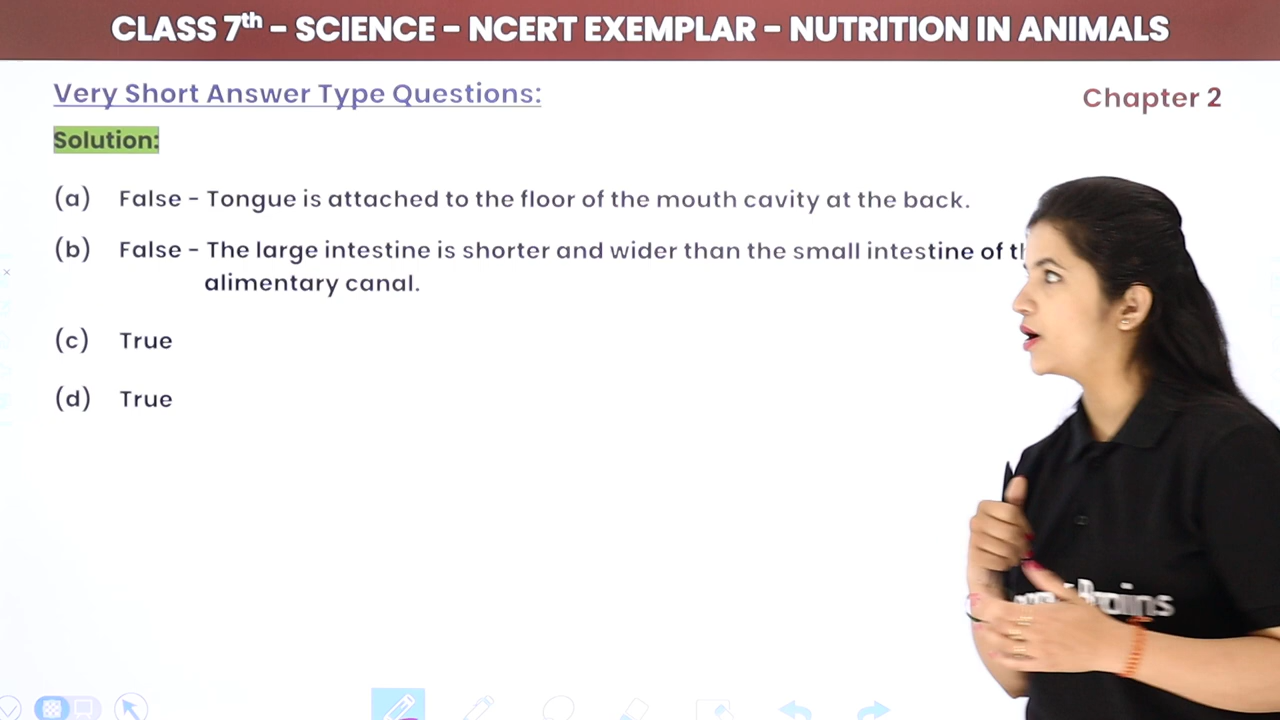 CLASS 7th – SCIENCE – NCERT EXEMPLAR – NUTRITION IN ANIMALS
Very Short Answer Type Questions:
Chapter 2
Solution:
(a) False – Tongue is attached to the floor of the mouth cavity at the back.
(b) False – The large intestine is shorter and wider than the small intestine of
alimentary canal.
(c) True
(d) True